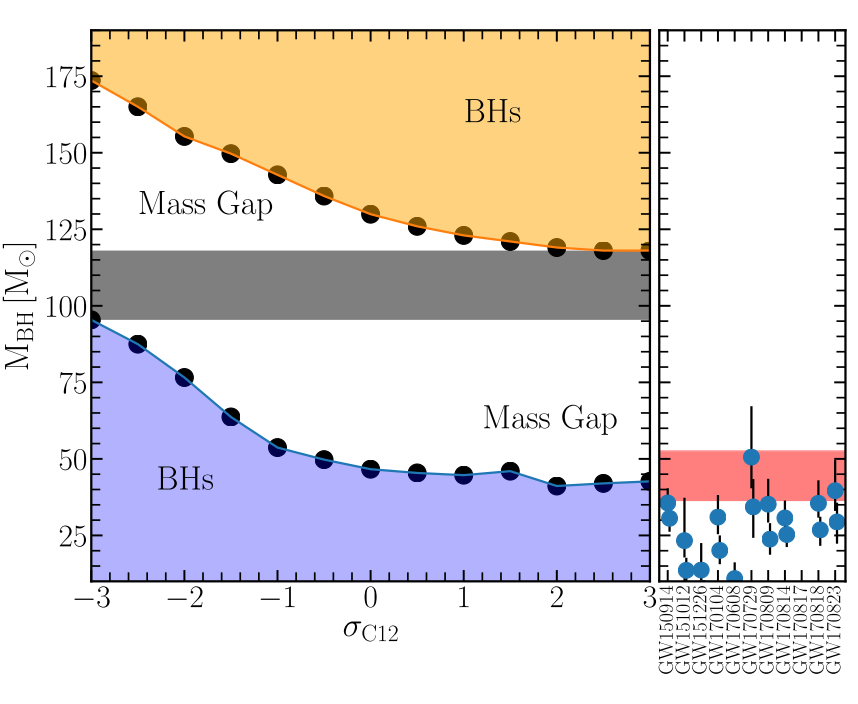 175
150
125
100
75
50
25
M_BH [M_⊙]
BHs
Mass Gap
Mass Gap
BHs
−3
−2
−1
0
1
2
3
σ_C12
GW150914
GW151012
GW151226
GW170104
GW170608
GW170729
GW170809
GW170814
GW170817
GW170818
GW170823